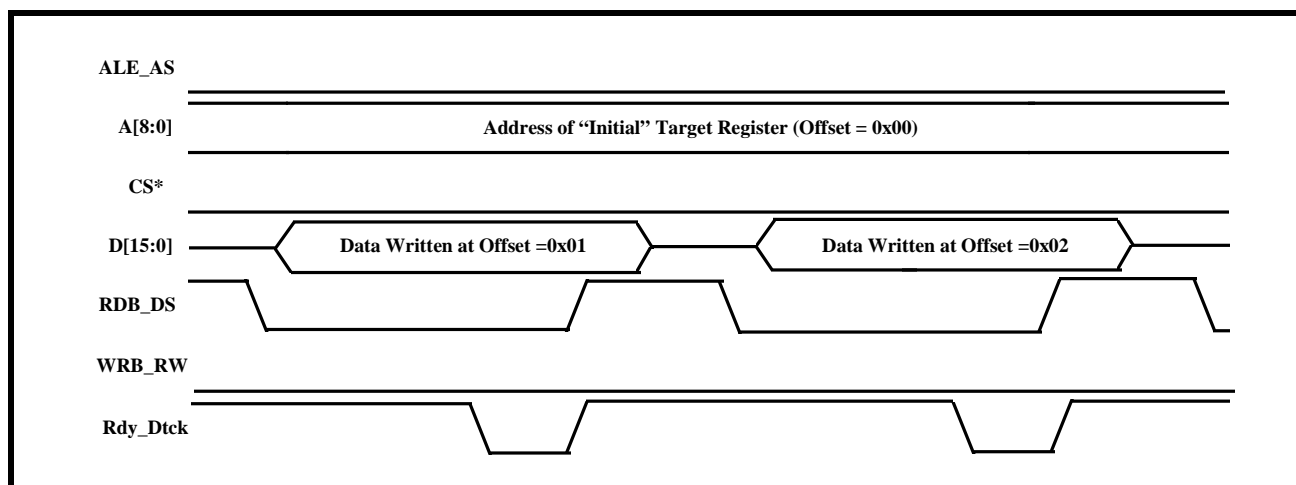 ALE_AS
A[8:0]
Address of “Initial” Target Register (Offset = 0x00)
CS*
D[15:0]
Data Written at Offset =0x01
Data Written at Offset =0x02
RDB_DS
WRB_RW
Rdy_Dtck